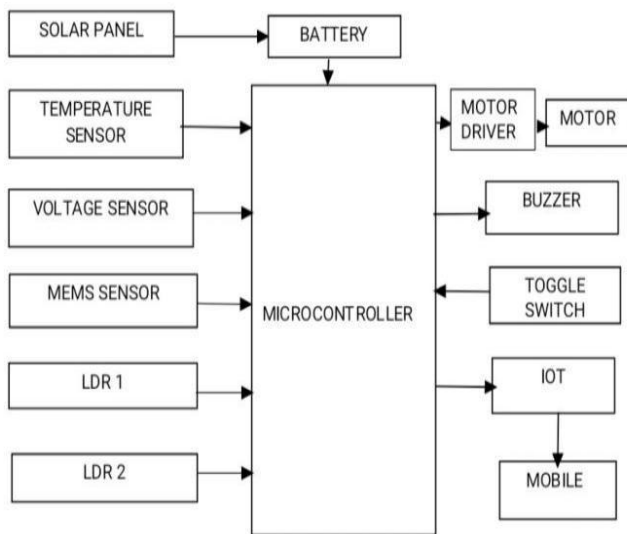 SOLAR PANEL
BATTERY
TEMPERATURE
SENSOR
MOTOR
DRIVER
MOTOR
VOLTAGE SENSOR
BUZZER
MEMS SENSOR
MICROCONTROLLER
TOGGLE
SWITCH
LDR 1
IOT
LDR 2
MOBILE